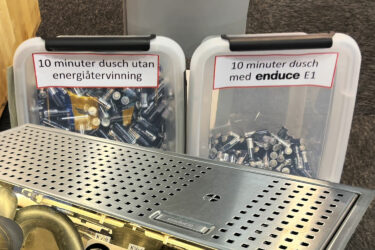 10 minuter dusch utan
energiåtervinning
10 minuter dusch
med enduce E1